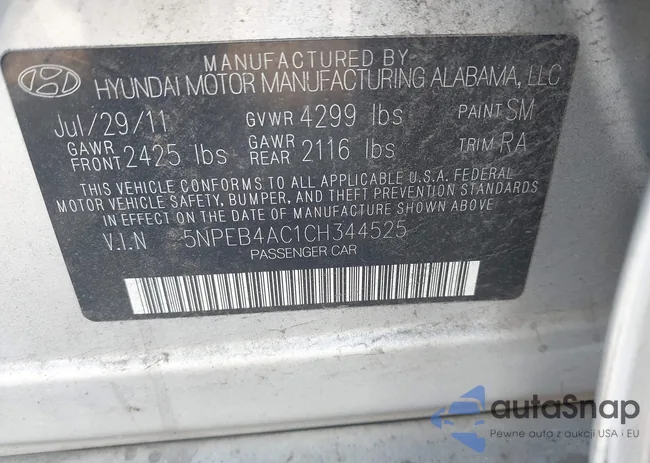 MANUFACTURED BY
HYUNDAI MOTOR MANUFACTURING ALABAMA, LLC
Jul/29/11 GVWR 4299 lbs PAINT SM
GAWR FRONT 2425 lbs GAWR REAR 2116 lbs TRIM RA
THIS VEHICLE CONFORMS TO ALL APPLICABLE U.S.A. FEDERAL
MOTOR VEHICLE SAFETY, BUMPER, AND THEFT PREVENTION STANDARDS
IN EFFECT ON THE DATE OF MANUFACTURE SHOWN ABOVE.
V.I.N 5NPEB4AC1CH344525
PASSENGER CAR
autoSnap
Pewne auta z aukcji USA i EU